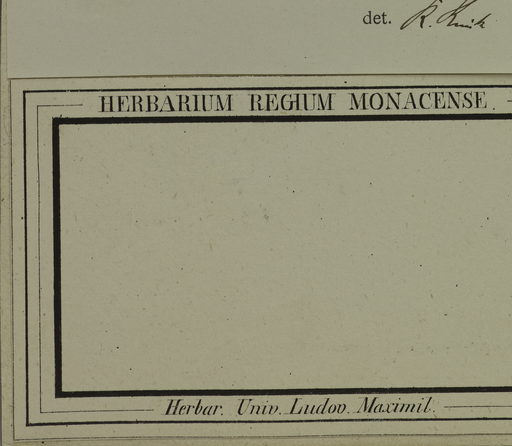 det. R.
HERBARIUM REGIUM MONACENSE.
Herbar. Univ. Ludov. Maximil.